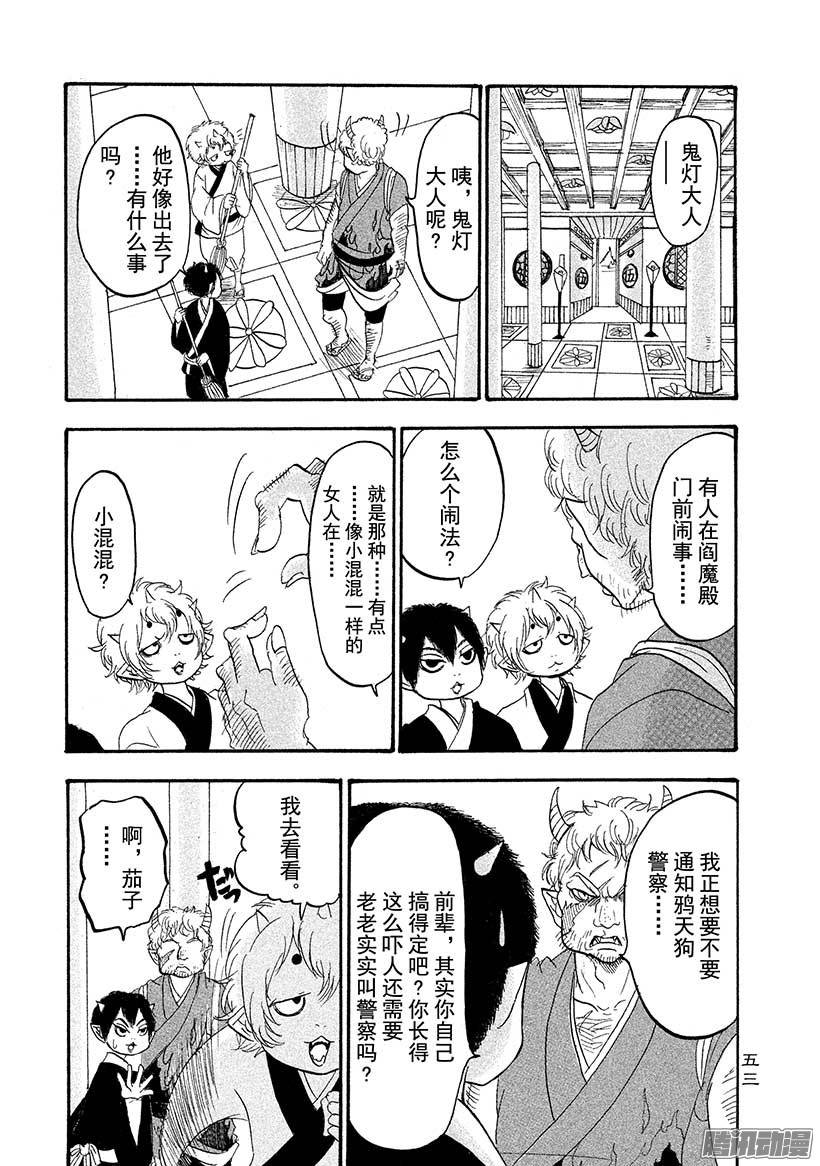 鬼灯大人
——
咦，鬼灯
大人呢？
他好像出去了
……有什么事
吗？
有人在阎魔殿
门前闹事……
怎么个闹法？
就是那种……有点
……像小混混一样的
女人在……
小混混？
我正想要不要
通知鸦天狗
警察……
前辈，其实你自己
搞得定吧？你长得
这么吓人还需要
老老实实叫警察吗？
我去看看。
だっ
啊，茄子
……
五三
腾讯动漫